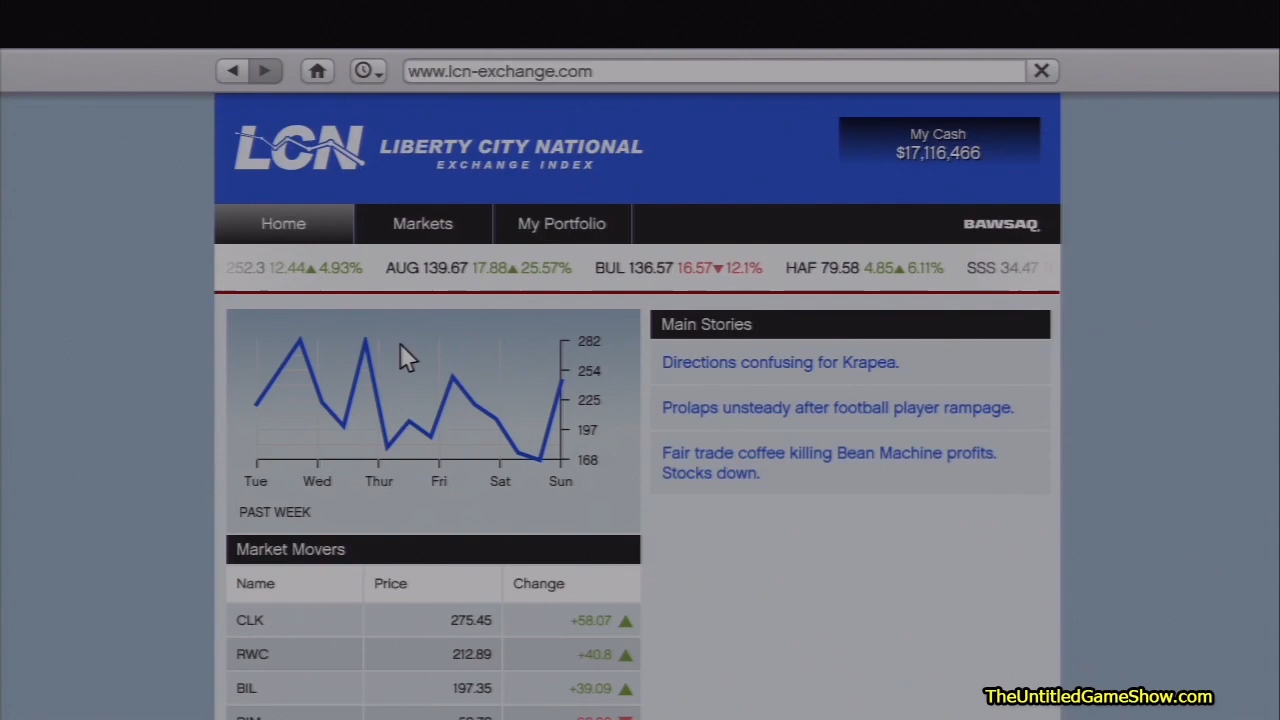 www.lcn-exchange.com
LCN LIBERTY CITY NATIONAL
EXCHANGE INDEX
My Cash
$17,116,466
Home Markets My Portfolio BAWSAQ
252.3 12.44▲4.93% AUG 139.67 17.88▲25.57% BUL 136.57 16.57▼12.1% HAF 79.58 4.85▲6.11% SSS 34.47
282
254
225
197
168
Tue Wed Thur Fri Sat Sun
PAST WEEK
Main Stories
Directions confusing for Krapea.
Prolaps unsteady after football player rampage.
Fair trade coffee killing Bean Machine profits.
Stocks down.
Market Movers
Name Price Change
CLK 275.45 +58.07 ▲
RWC 212.89 +40.8 ▲
BIL 197.35 +39.09 ▲
TheUntitledGameShow.com